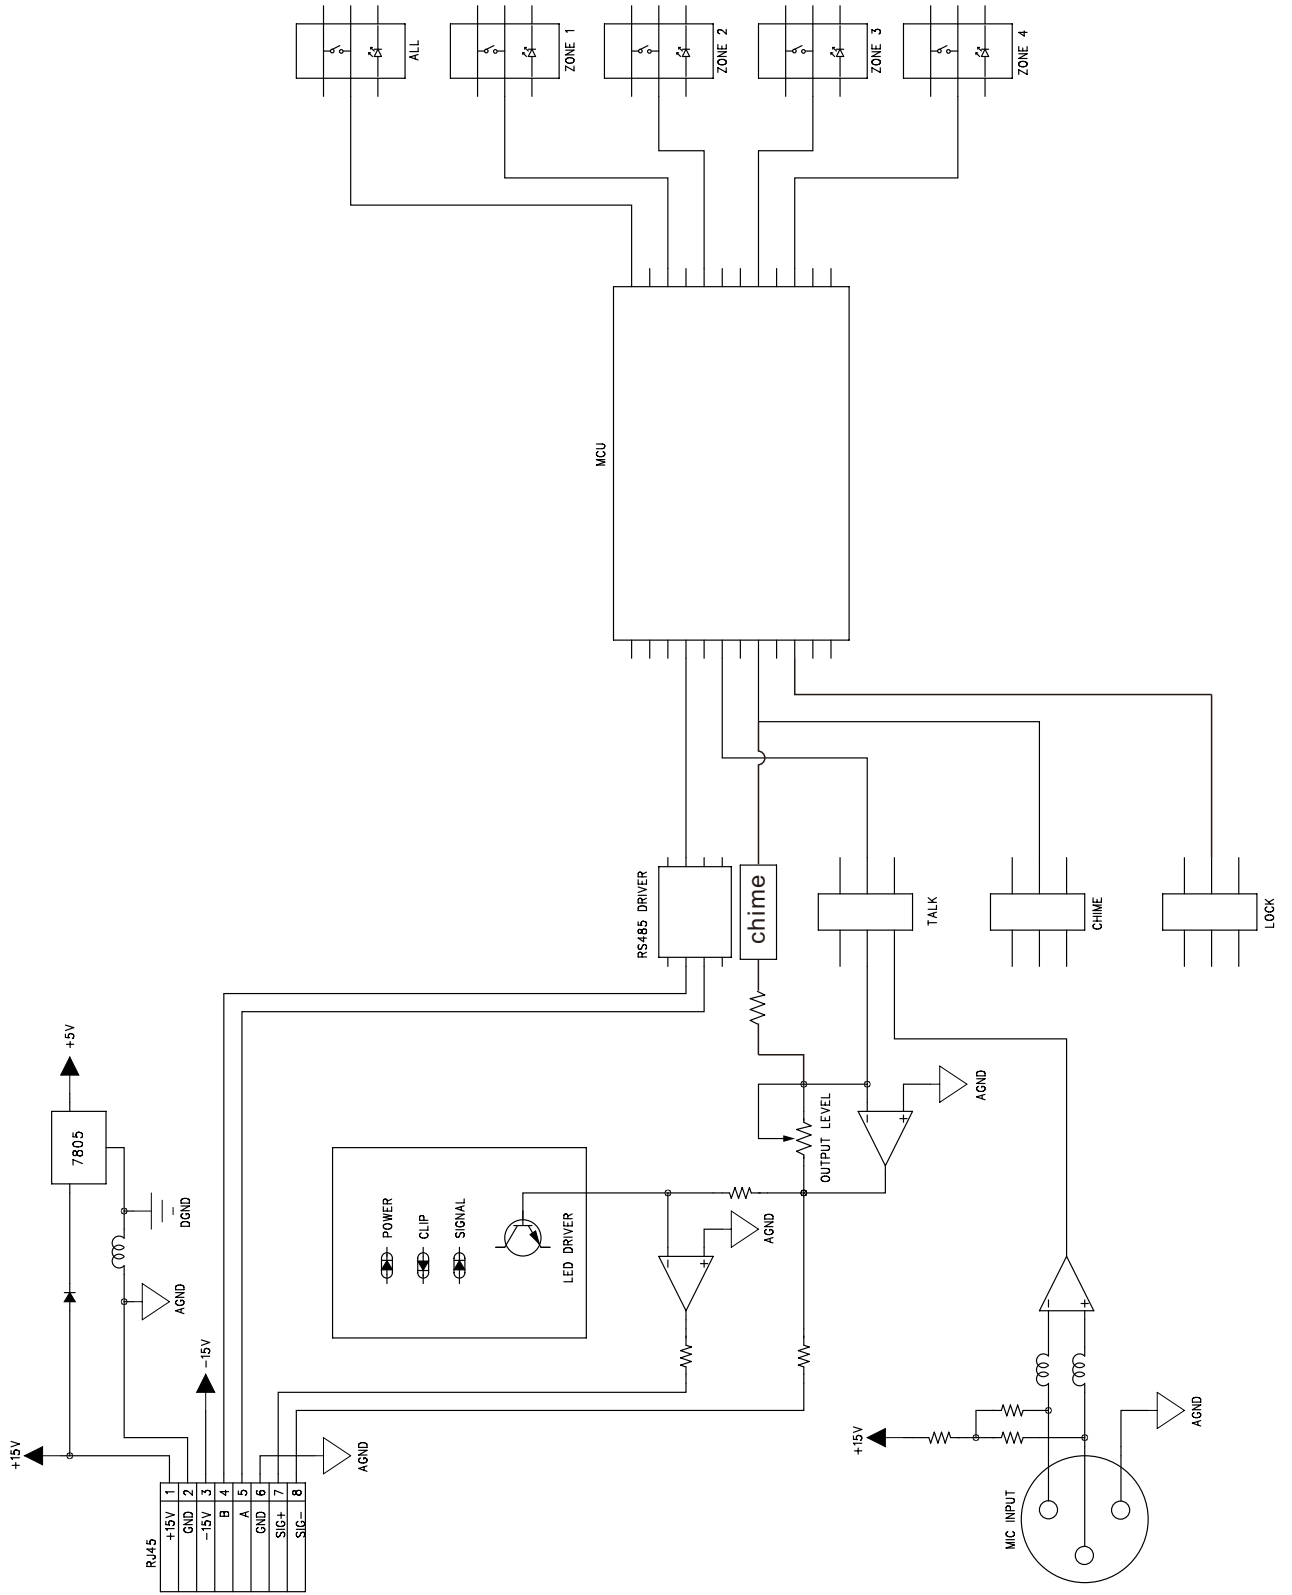 ALL
ZONE 1
ZONE 2
ZONE 3
ZONE 4
MCU
RS485 DRIVER
chime
TALK
CHIME
LOCK
+5V
7805
DGND
AGND
-15V
+15V
POWER
CLIP
SIGNAL
LED DRIVER
OUTPUT LEVEL
- +
AGND
- +
AGND
- +
AGND
RJ45
+15V 1
GND 2
-15V 3
B 4
A 5
GND 6
SIG+ 7
SIG- 8
+15V
AGND
MIC INPUT